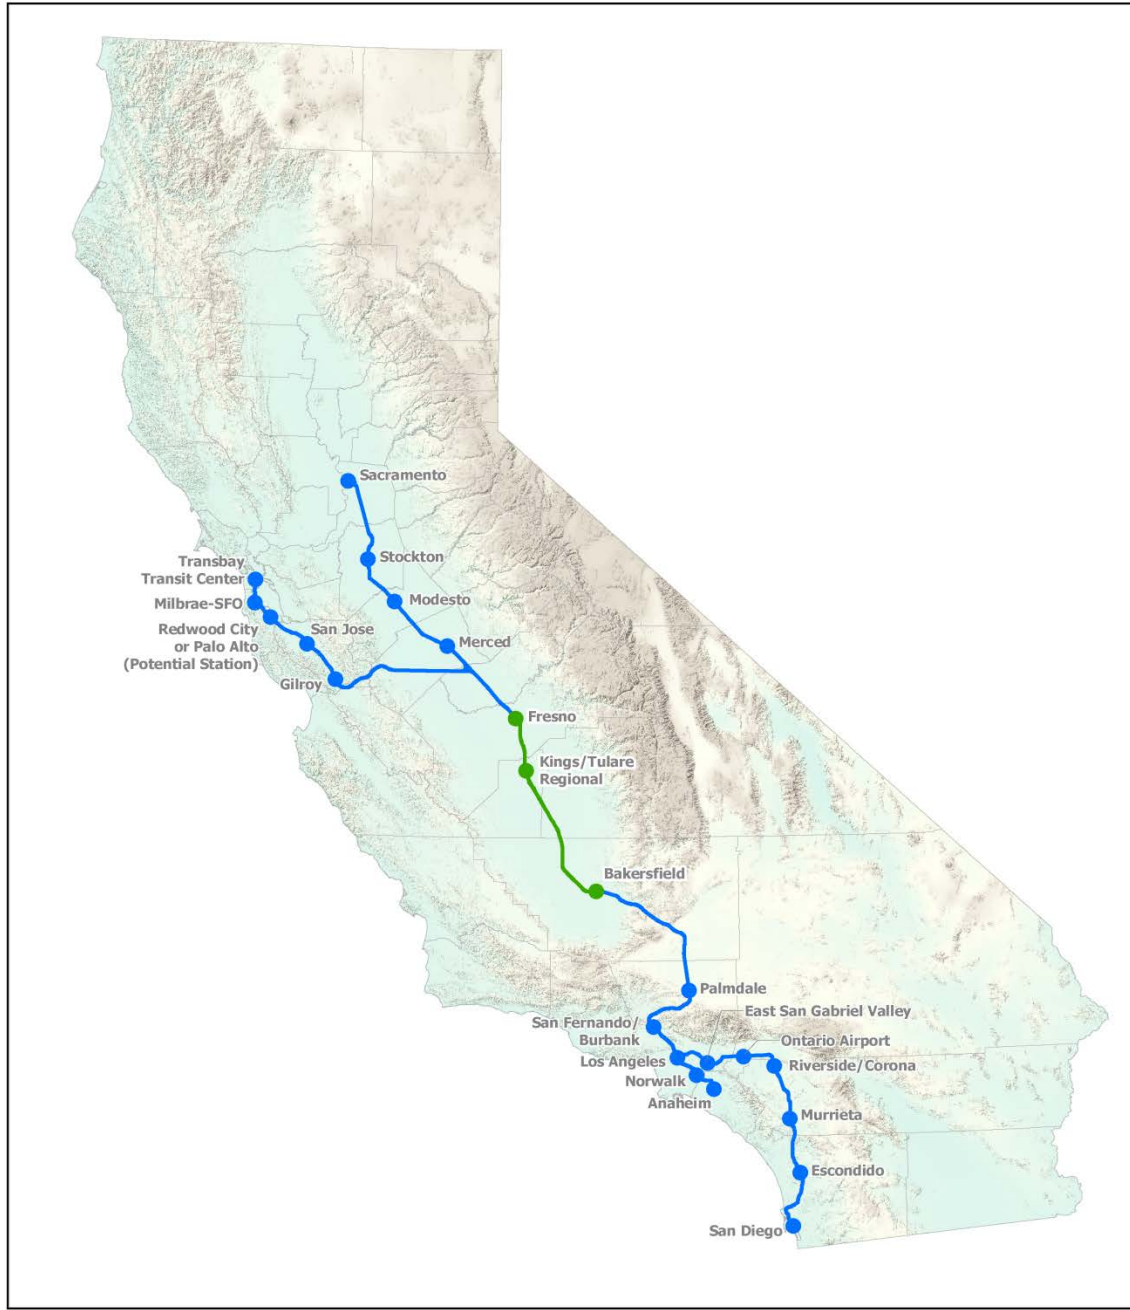 Sacramento
Stockton
Transbay
Transit Center
Modesto
Milbrae-SFO
Redwood City
or Palo Alto
(Potential Station)
San Jose
Merced
Gilroy
Fresno
Kings/Tulare
Regional
Bakersfield
Palmdale
East San Gabriel Valley
San Fernando/
Burbank
Ontario Airport
Los Angeles
Riverside/Corona
Norwalk
Anaheim
Murrieta
Escondido
San Diego